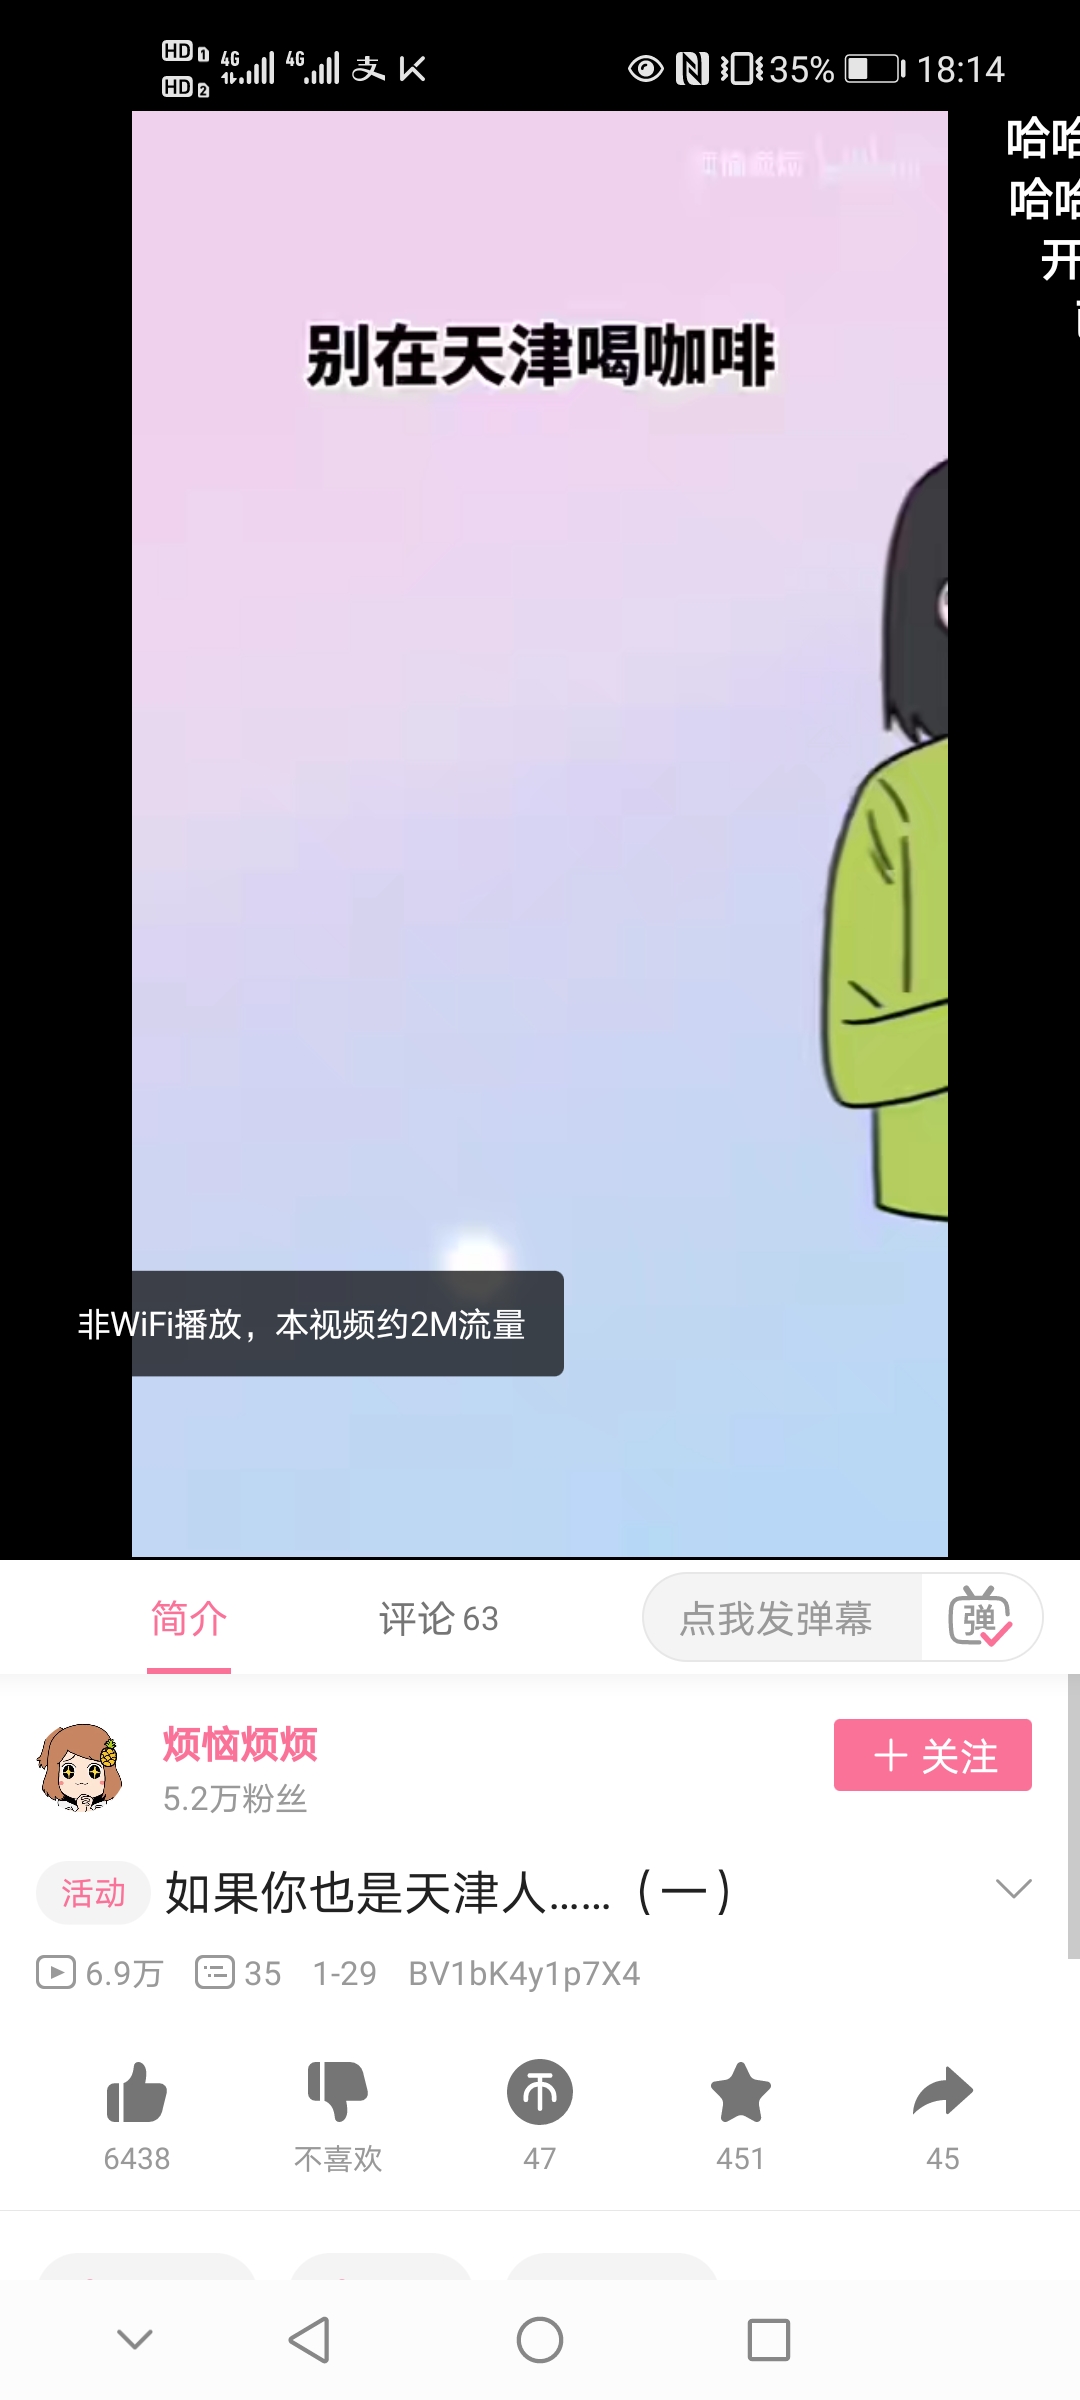 HD 1 4G 4G 支 35% 18:14
HD 2
哈哈
哈哈
开
别在天津喝咖啡
非WiFi播放，本视频约2M流量
简介 评论 63 点我发弹幕 弹
烦恼烦烦
5.2万粉丝
＋ 关注
活动 如果你也是天津人……（一）
6.9万 35 1-29 BV1bK4y1p7X4
6438 不喜欢 47 451 45